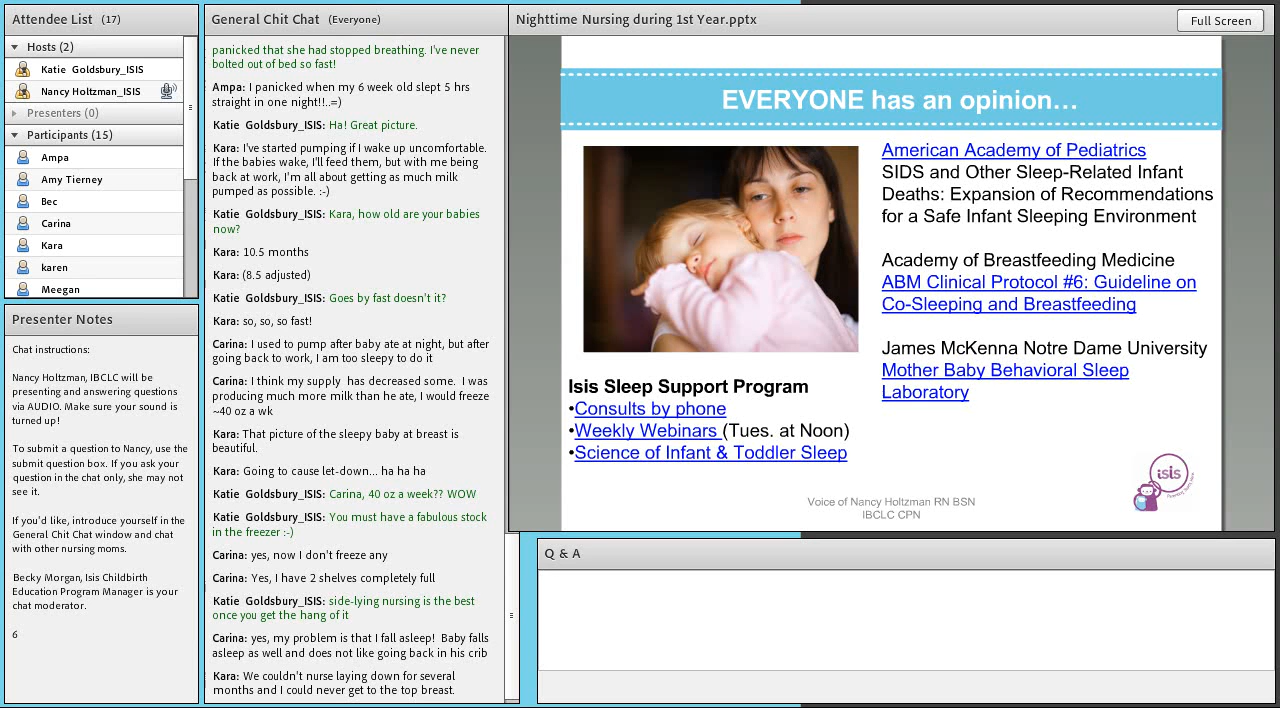 Attendee List (17)
Hosts (2)
Katie Goldsbury_ISIS
Nancy Holtzman_ISIS
Presenters (0)
Participants (15)
Ampa
Amy Tierney
Bec
Carina
Kara
karen
Meegan
Presenter Notes
Chat instructions:
Nancy Holtzman, IBCLC will be
presenting and answering questions
via AUDIO. Make sure your sound is
turned up!
To submit a question to Nancy, use the
submit question box. If you ask your
question in the chat only, she may not
see it.
If you'd like, introduce yourself in the
General Chit Chat window and chat
with other nursing moms.
Becky Morgan, Isis Childbirth
Education Program Manager is your
chat moderator.
6
General Chit Chat (Everyone)
panicked that she had stopped breathing. I've never
bolted out of bed so fast!
Ampa: I panicked when my 6 week old slept 5 hrs
straight in one night!!..=)
Katie Goldsbury_ISIS: Ha! Great picture.
Kara: I've started pumping if I wake up uncomfortable.
If the babies wake, I'll feed them, but with me being
back at work, I'm all about getting as much milk
pumped as possible. :-)
Katie Goldsbury_ISIS: Kara, how old are your babies
now?
Kara: 10.5 months
Kara: (8.5 adjusted)
Katie Goldsbury_ISIS: Goes by fast doesn't it?
Kara: so, so, so fast!
Carina: I used to pump after baby ate at night, but after
going back to work, I am too sleepy to do it
Carina: I think my supply has decreased some. I was
producing much more milk than he ate, I would freeze
~40 oz a wk
Kara: That picture of the sleepy baby at breast is
beautiful.
Kara: Going to cause let-down... ha ha ha
Katie Goldsbury_ISIS: Carina, 40 oz a week?? WOW
Katie Goldsbury_ISIS: You must have a fabulous stock
in the freezer :-)
Carina: yes, now I don't freeze any
Carina: Yes, I have 2 shelves completely full
Katie Goldsbury_ISIS: side-lying nursing is the best
once you get the hang of it
Carina: yes, my problem is that I fall asleep! Baby falls
asleep as well and does not like going back in his crib
Kara: We couldn't nurse laying down for several
months and I could never get to the top breast.
Nighttime Nursing during 1st Year.pptx
Full Screen
EVERYONE has an opinion…
American Academy of Pediatrics
SIDS and Other Sleep-Related Infant
Deaths: Expansion of Recommendations
for a Safe Infant Sleeping Environment
Academy of Breastfeeding Medicine
ABM Clinical Protocol #6: Guideline on
Co-Sleeping and Breastfeeding
James McKenna Notre Dame University
Mother Baby Behavioral Sleep
Laboratory
Isis Sleep Support Program
•Consults by phone
•Weekly Webinars (Tues. at Noon)
•Science of Infant & Toddler Sleep
isis
Voice of Nancy Holtzman RN BSN
IBCLC CPN
Q & A